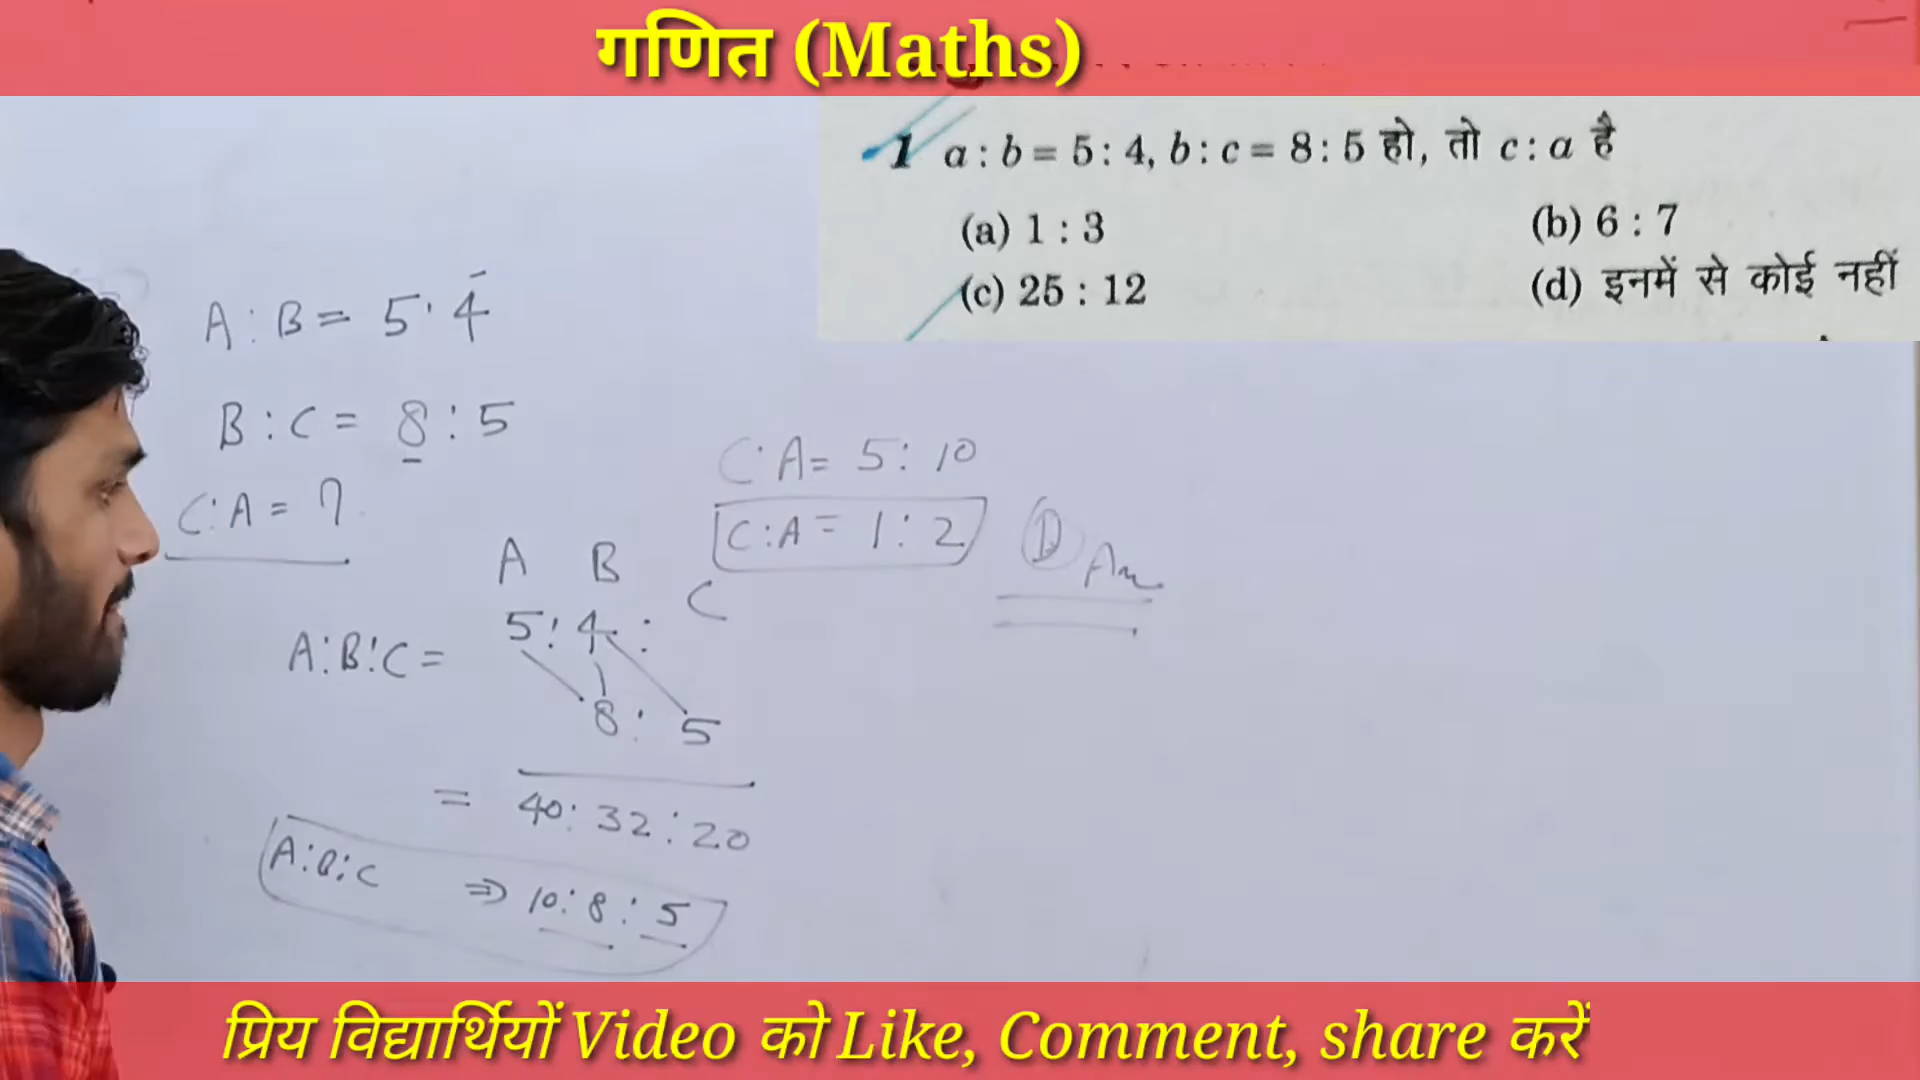 गणित (Maths)
1 a : b = 5 : 4, b : c = 8 : 5 हो, तो c : a है
(a) 1 : 3
(b) 6 : 7
(c) 25 : 12
(d) इनमें से कोई नहीं
A : B = 5 : 4
B : C = 8 : 5
C : A = ?
A B C
A : B : C = 5 : 4 :
8 : 5
= 40 : 32 : 20
A : B : C ⇒ 10 : 8 : 5
C : A = 5 : 10
C : A = 1 : 2
D Ans
प्रिय विद्यार्थियों Video को Like, Comment, share करें